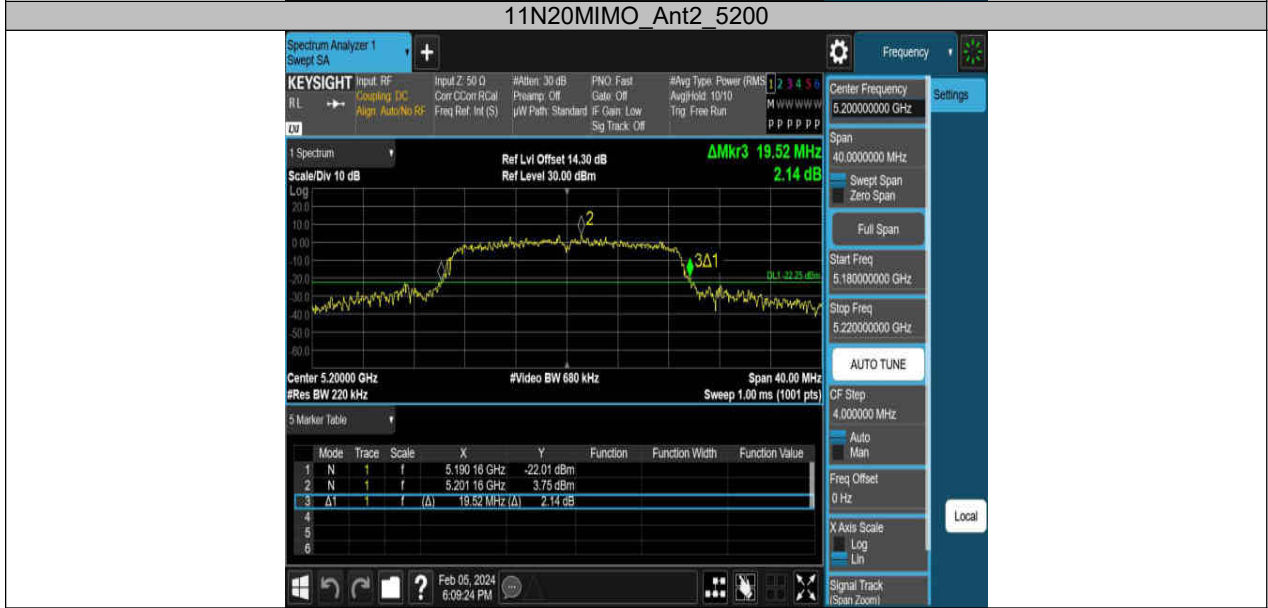 11N20MIMO_Ant2_5200
Spectrum Analyzer 1
Swept SA
+
Frequency
KEYSIGHT
RL
LXI
Input: RF
Coupling: DC
Align: Auto/No RF
Input Z: 50 Ω
Corr CCorr RCal
Freq Ref: Int (S)
#Atten: 30 dB
Preamp: Off
µW Path: Standard
PNO: Fast
Gate: Off
IF Gain: Low
Sig Track: Off
#Avg Type: Power (RMS
Avg|Hold: 10/10
Trig: Free Run
1 2 3 4 5 6
M W W W W W
P P P P P P
Center Frequency
5.200000000 GHz
Settings
Span
40.0000000 MHz
Swept Span
Zero Span
Full Span
Start Freq
5.180000000 GHz
Stop Freq
5.220000000 GHz
AUTO TUNE
CF Step
4.000000 MHz
Auto
Man
Freq Offset
0 Hz
X Axis Scale
Log
Lin
Signal Track
(Span Zoom)
Local
1 Spectrum
Scale/Div 10 dB
Ref Lvl Offset 14.30 dB
Ref Level 30.00 dBm
ΔMkr3 19.52 MHz
2.14 dB
Log
20.0
10.0
0.00
-10.0
-20.0
-30.0
-40.0
-50.0
-60.0
2
3Δ1
DL1 -22.25 dBm
Center 5.20000 GHz
#Video BW 680 kHz
Span 40.00 MHz
#Res BW 220 kHz
Sweep 1.00 ms (1001 pts)
5 Marker Table
Mode Trace Scale X Y Function Function Width Function Value
1 N 1 f 5.190 16 GHz -22.01 dBm
2 N 1 f 5.201 16 GHz 3.75 dBm
3 Δ1 1 f (Δ) 19.52 MHz (Δ) 2.14 dB
4
5
6
?
Feb 05, 2024
6:09:24 PM